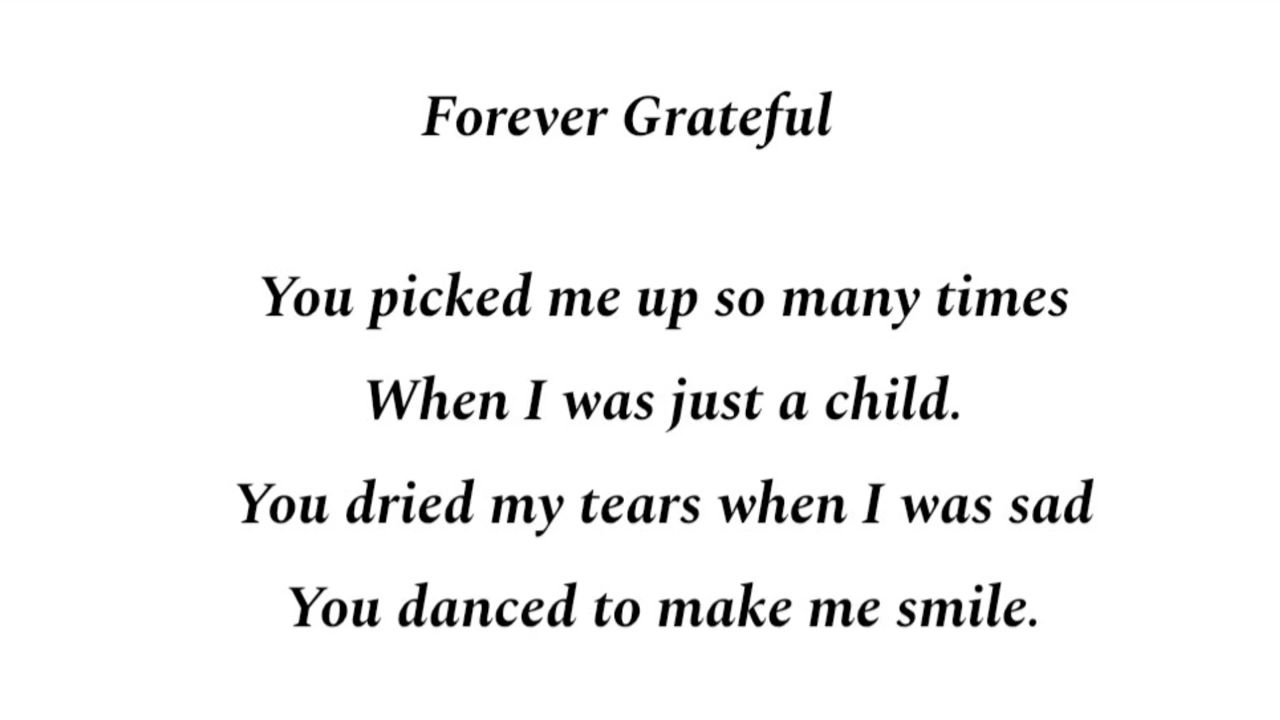 Forever Grateful
You picked me up so many times
When I was just a child.
You dried my tears when I was sad
You danced to make me smile.